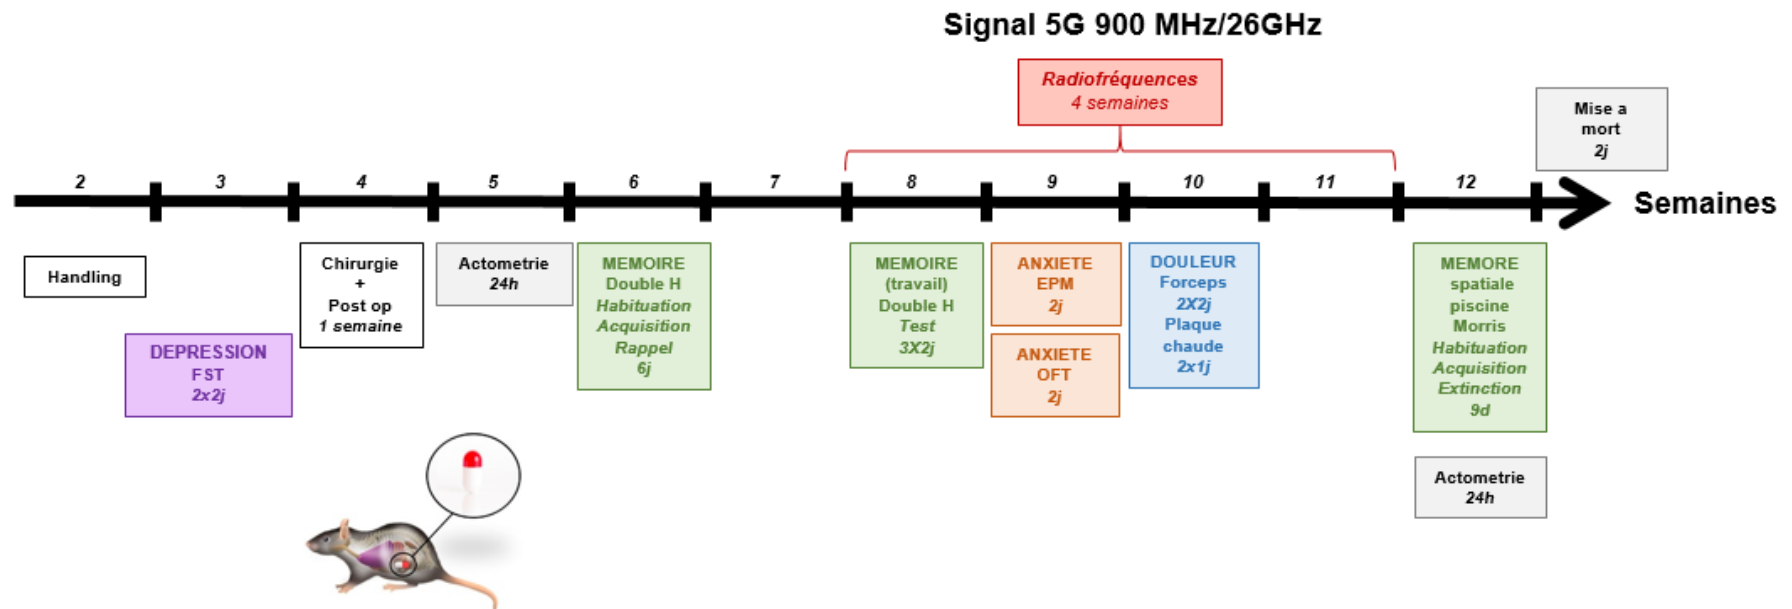 Signal 5G 900 MHz/26GHz
Radiofréquences
4 semaines
Mise a
mort
2j
2
3
4
5
6
7
8
9
10
11
12
Semaines
Handling
DEPRESSION
FST
2x2j
Chirurgie
+
Post op
1 semaine
Actometrie
24h
MEMOIRE
Double H
Habituation
Acquisition
Rappel
6j
MEMOIRE
(travail)
Double H
Test
3X2j
ANXIETE
EPM
2j
ANXIETE
OFT
2j
DOULEUR
Forceps
2X2j
Plaque
chaude
2x1j
MEMORE
spatiale
piscine
Morris
Habituation
Acquisition
Extinction
9d
Actometrie
24h